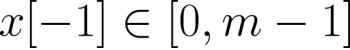 x[−1] ∈ [0, m − 1]